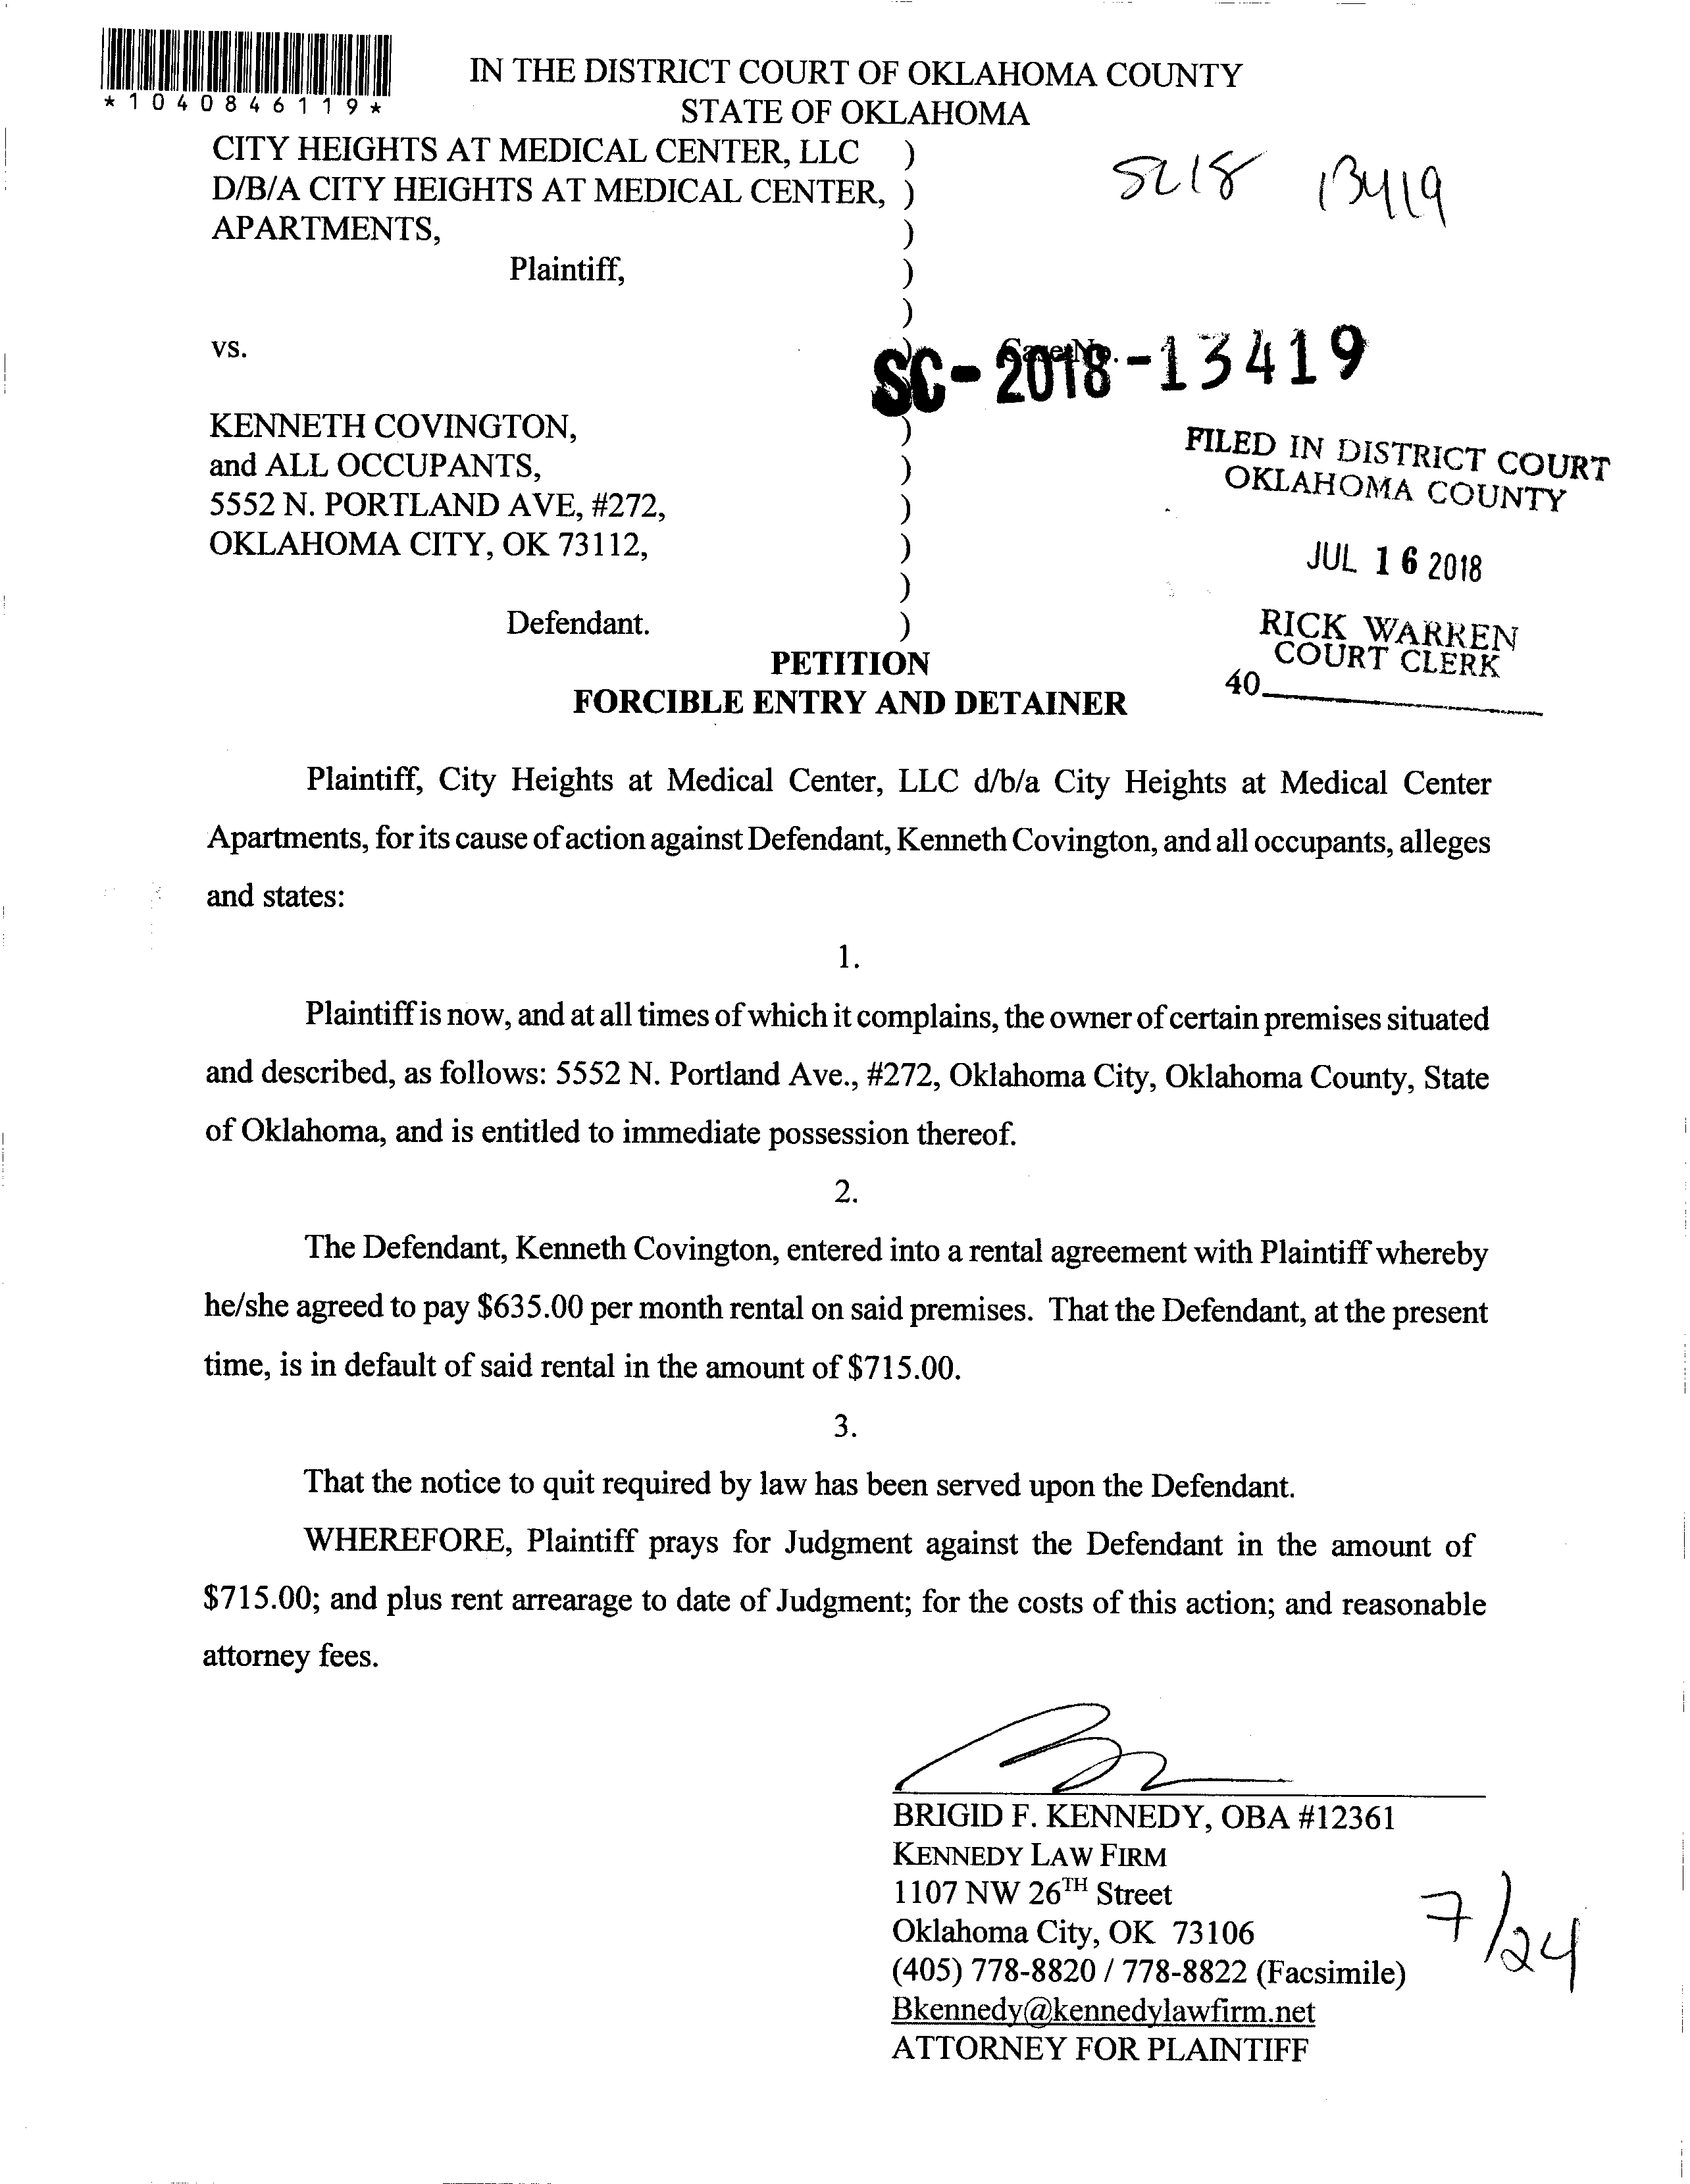 *1040846119*
IN THE DISTRICT COURT OF OKLAHOMA COUNTY
STATE OF OKLAHOMA
CITY HEIGHTS AT MEDICAL CENTER, LLC )
D/B/A CITY HEIGHTS AT MEDICAL CENTER, )
APARTMENTS, )
Plaintiff, )
)
SC18 13419
vs. )
Case No.
SC-2018-13419
KENNETH COVINGTON, )
and ALL OCCUPANTS, )
5552 N. PORTLAND AVE, #272, )
OKLAHOMA CITY, OK 73112, )
)
Defendant. )
FILED IN DISTRICT COURT
OKLAHOMA COUNTY
JUL 16 2018
RICK WARREN
COURT CLERK
40
PETITION
FORCIBLE ENTRY AND DETAINER
Plaintiff, City Heights at Medical Center, LLC d/b/a City Heights at Medical Center
Apartments, for its cause of action against Defendant, Kenneth Covington, and all occupants, alleges
and states:
1.
Plaintiff is now, and at all times of which it complains, the owner of certain premises situated
and described, as follows: 5552 N. Portland Ave., #272, Oklahoma City, Oklahoma County, State
of Oklahoma, and is entitled to immediate possession thereof.
2.
The Defendant, Kenneth Covington, entered into a rental agreement with Plaintiff whereby
he/she agreed to pay $635.00 per month rental on said premises. That the Defendant, at the present
time, is in default of said rental in the amount of $715.00.
3.
That the notice to quit required by law has been served upon the Defendant.
WHEREFORE, Plaintiff prays for Judgment against the Defendant in the amount of
$715.00; and plus rent arrearage to date of Judgment; for the costs of this action; and reasonable
attorney fees.
BRIGID F. KENNEDY, OBA #12361
KENNEDY LAW FIRM
1107 NW 26TH Street
Oklahoma City, OK 73106
(405) 778-8820 / 778-8822 (Facsimile)
Bkennedy@kennedylawfirm.net
ATTORNEY FOR PLAINTIFF
7/24